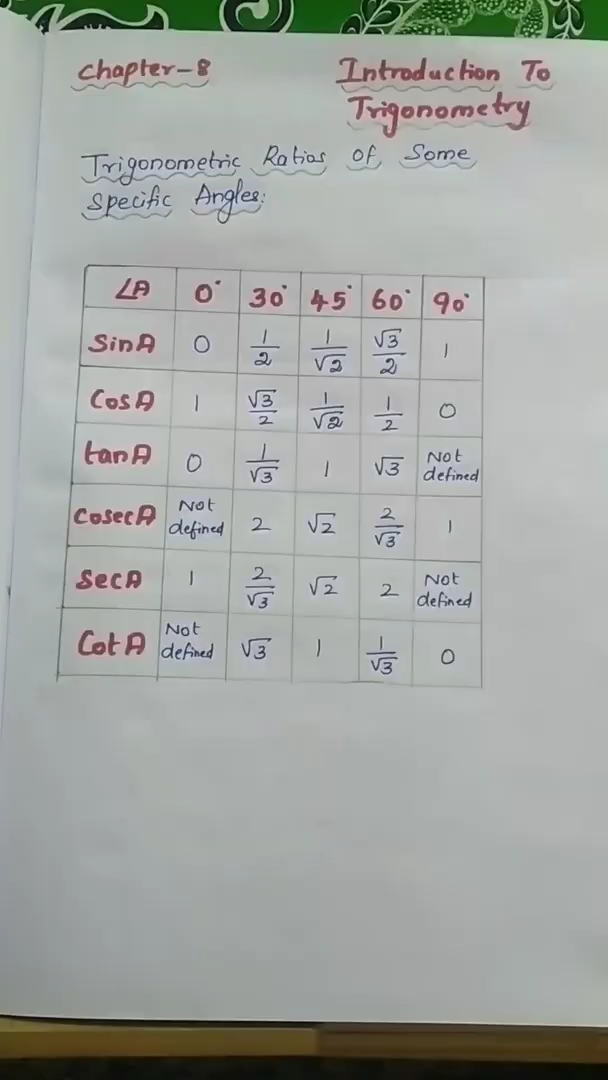 Chapter-8 Introduction To
Trigonometry
Trigonometric Ratios of Some
Specific Angles:
∠A 0° 30° 45° 60° 90°
SinA 0 1/2 1/√2 √3/2 1
CosA 1 √3/2 1/√2 1/2 0
tanA 0 1/√3 1 √3 Not defined
CosecA Not defined 2 √2 2/√3 1
SecA 1 2/√3 √2 2 Not defined
CotA Not defined √3 1 1/√3 0